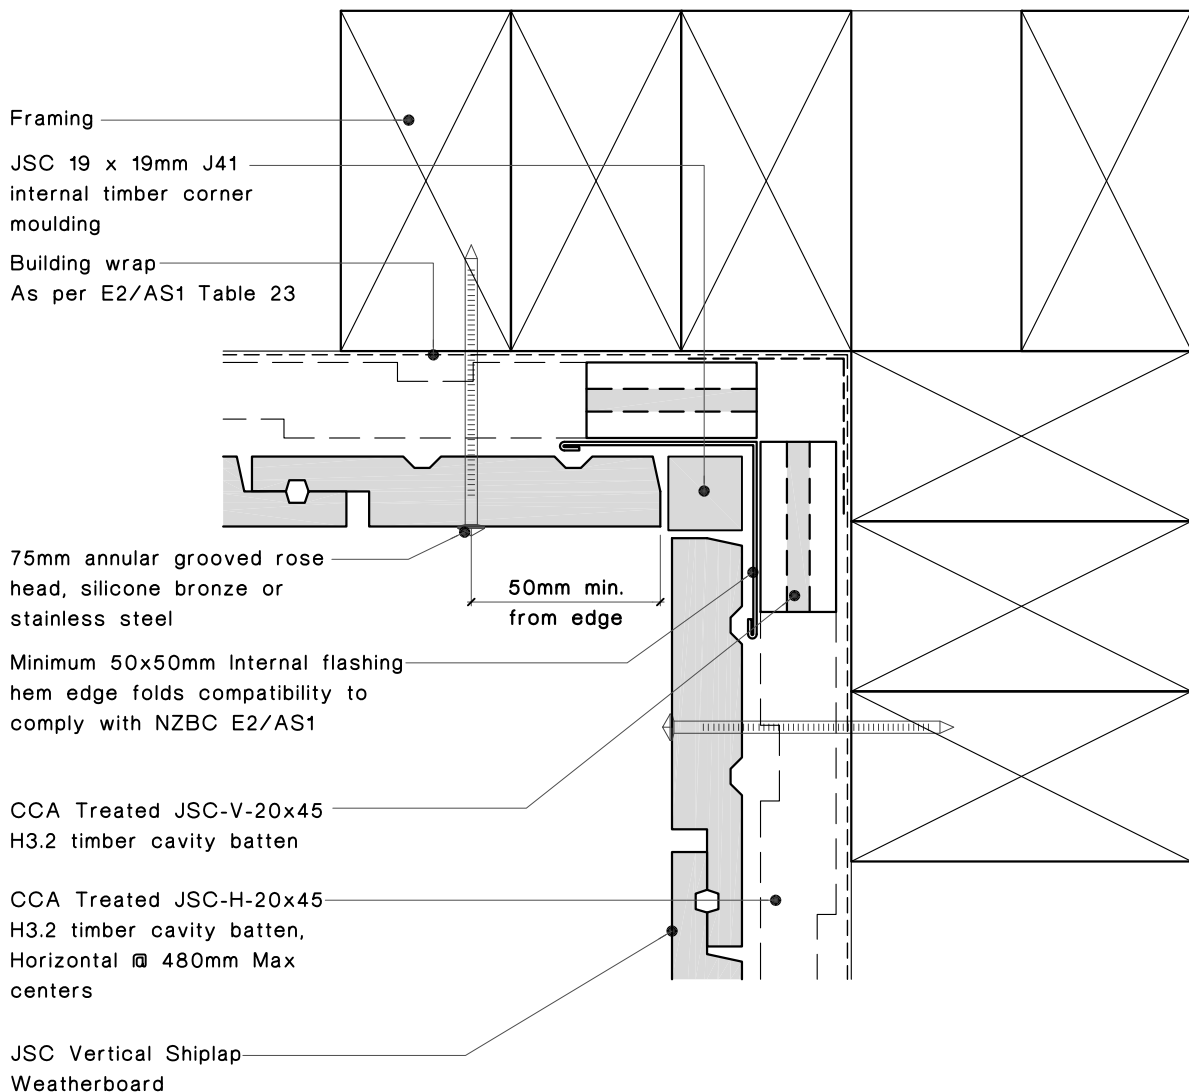 Framing
JSC 19 x 19mm J41
internal timber corner
moulding
Building wrap
As per E2/AS1 Table 23
75mm annular grooved rose
head, silicone bronze or
stainless steel
50mm min.
from edge
Minimum 50x50mm Internal flashing
hem edge folds compatibility to
comply with NZBC E2/AS1
CCA Treated JSC-V-20x45
H3.2 timber cavity batten
CCA Treated JSC-H-20x45
H3.2 timber cavity batten,
Horizontal @ 480mm Max
centers
JSC Vertical Shiplap
Weatherboard